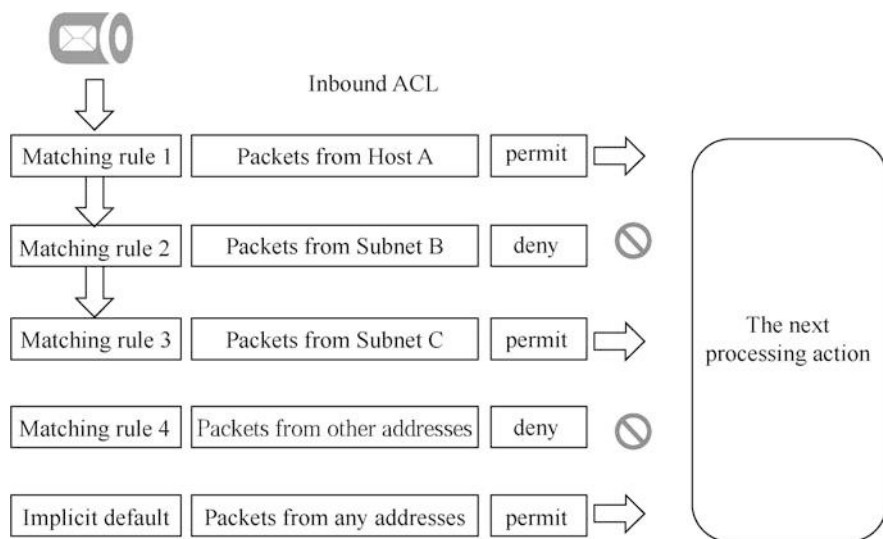 Inbound ACL
Matching rule 1 Packets from Host A permit
Matching rule 2 Packets from Subnet B deny
Matching rule 3 Packets from Subnet C permit
The next
processing action
Matching rule 4 Packets from other addresses deny
Implicit default Packets from any addresses permit